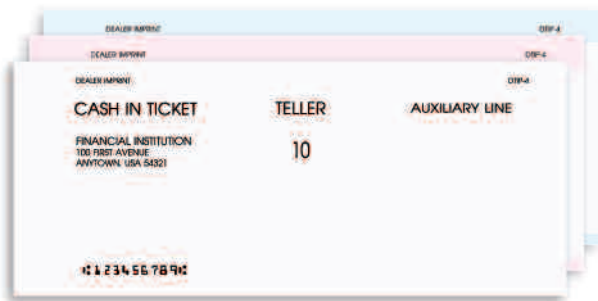 DEALER IMPRINT DTIP-4
DEALER IMPRINT DTIP-4
DEALER IMPRINT DTIP-4
CASH IN TICKET TELLER AUXILIARY LINE
FINANCIAL INSTITUTION
100 FIRST AVENUE
ANYTOWN, USA 54321
10
⑆123456789⑆